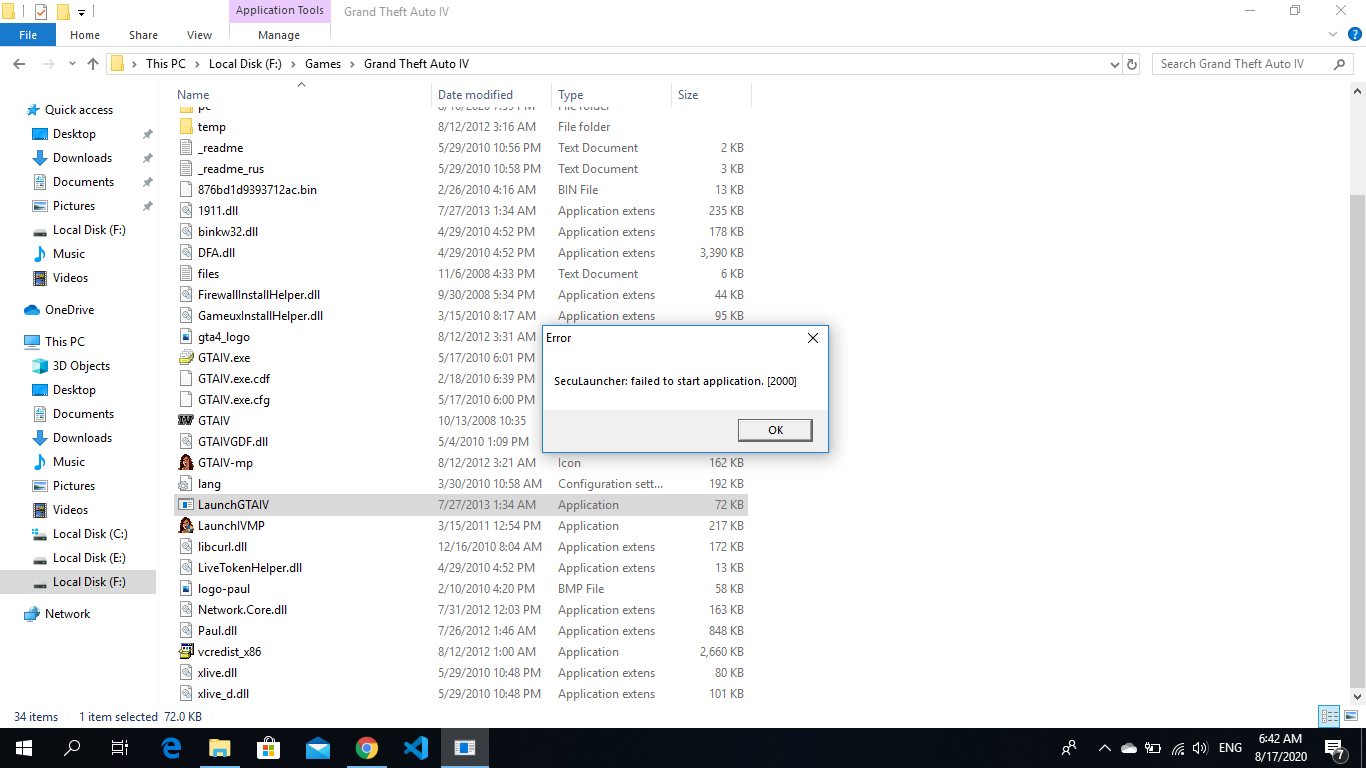 Application Tools Grand Theft Auto IV
File Home Share View Manage
This PC Local Disk (F:) Games Grand Theft Auto IV Search Grand Theft Auto IV
Name Date modified Type Size
Quick access
Desktop
Downloads
Documents
Pictures
Local Disk (F:)
Music
Videos
OneDrive
This PC
3D Objects
Desktop
Documents
Downloads
Music
Pictures
Videos
Local Disk (C:)
Local Disk (E:)
Local Disk (F:)
Network
pc 8/16/2020 7:59 PM File folder
temp 8/12/2012 3:16 AM File folder
_readme 5/29/2010 10:56 PM Text Document 2 KB
_readme_rus 5/29/2010 10:58 PM Text Document 3 KB
876bd1d9393712ac.bin 2/26/2010 4:16 AM BIN File 13 KB
1911.dll 7/27/2013 1:34 AM Application extens 235 KB
binkw32.dll 4/29/2010 4:52 PM Application extens 178 KB
DFA.dll 4/29/2010 4:52 PM Application extens 3,390 KB
files 11/6/2008 4:33 PM Text Document 6 KB
FirewallInstallHelper.dll 9/30/2008 5:34 PM Application extens 44 KB
GameuxInstallHelper.dll 3/15/2010 8:17 AM Application extens 95 KB
gta4_logo 8/12/2012 3:31 AM
GTAIV.exe 5/17/2010 6:01 PM
GTAIV.exe.cdf 2/18/2010 6:39 PM
GTAIV.exe.cfg 5/17/2010 6:00 PM
GTAIV 10/13/2008 10:35
GTAIVGDF.dll 5/4/2010 1:09 PM
GTAIV-mp 8/12/2012 3:21 AM Icon 162 KB
lang 3/30/2010 10:58 AM Configuration sett... 192 KB
LaunchGTAIV 7/27/2013 1:34 AM Application 72 KB
LaunchIVMP 3/15/2011 12:54 PM Application 217 KB
libcurl.dll 12/16/2010 8:04 AM Application extens 172 KB
LiveTokenHelper.dll 4/29/2010 4:52 PM Application extens 13 KB
logo-paul 2/10/2010 4:20 PM BMP File 58 KB
Network.Core.dll 7/31/2012 12:03 PM Application extens 163 KB
Paul.dll 7/26/2012 1:46 AM Application extens 848 KB
vcredist_x86 8/12/2012 1:00 AM Application 2,660 KB
xlive.dll 5/29/2010 10:48 PM Application extens 80 KB
xlive_d.dll 5/29/2010 10:48 PM Application extens 101 KB
Error
SecuLauncher: failed to start application. [2000]
OK
34 items 1 item selected 72.0 KB
ENG
6:42 AM
8/17/2020
7